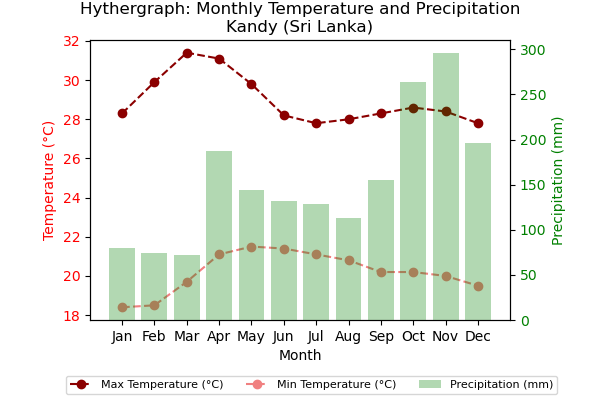 Hythergraph: Monthly Temperature and Precipitation
Kandy (Sri Lanka)
32
30
28
26
24
22
20
18
Temperature (°C)
300
250
200
150
100
50
0
Precipitation (mm)
Jan Feb Mar Apr May Jun Jul Aug Sep Oct Nov Dec
Month
Max Temperature (°C) Min Temperature (°C) Precipitation (mm)